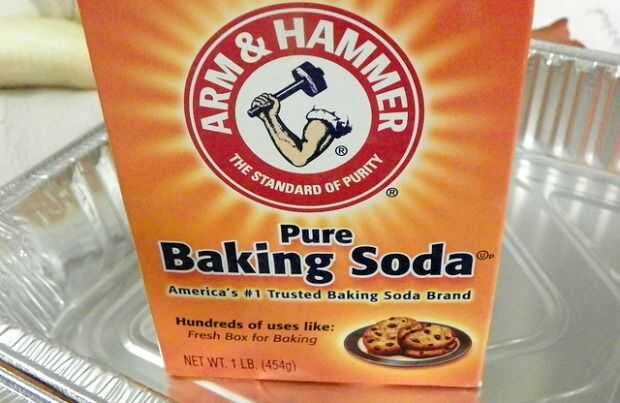 ARM & HAMMER
®
THE STANDARD OF PURITY
®
Pure
Baking Soda ⓊP
America's #1 Trusted Baking Soda Brand
Hundreds of uses like:
Fresh Box for Baking
NET WT. 1 LB. (454g)